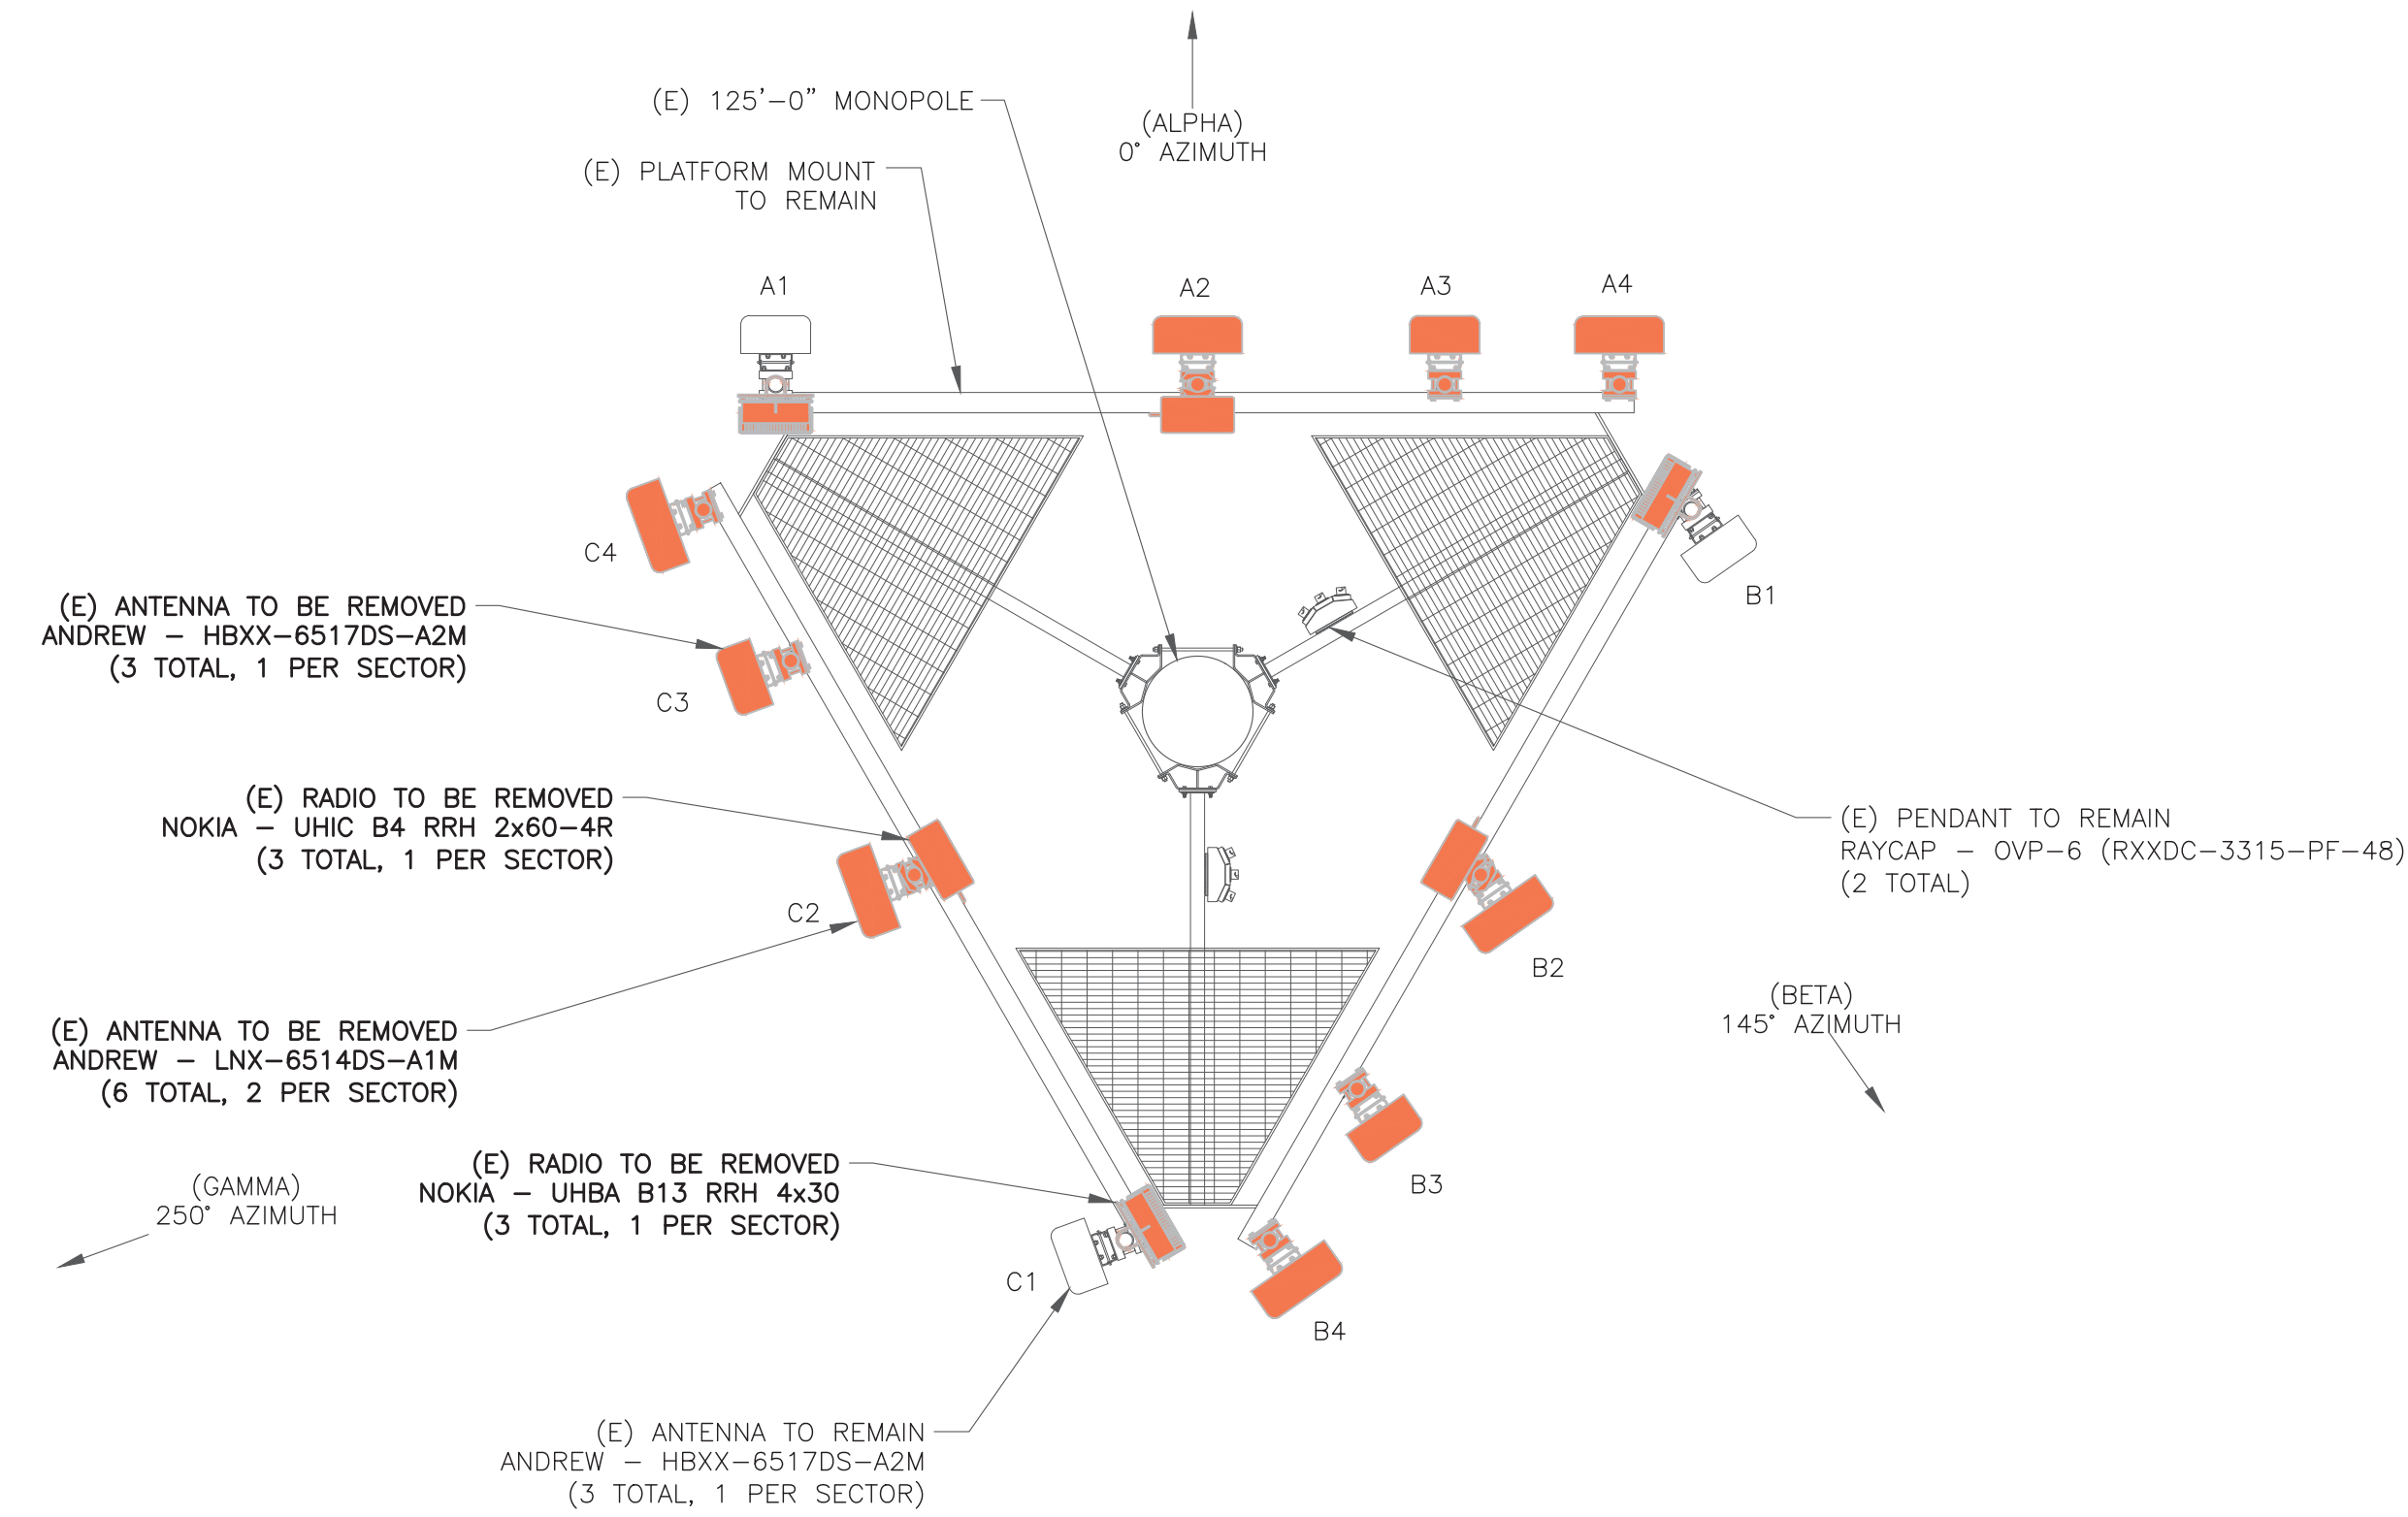 (ALPHA)
0° AZIMUTH
(E) 125'-0" MONOPOLE
(E) PLATFORM MOUNT
TO REMAIN
A1
A2
A3
A4
C4
B1
(E) ANTENNA TO BE REMOVED
ANDREW - HBXX-6517DS-A2M
(3 TOTAL, 1 PER SECTOR)
C3
(E) RADIO TO BE REMOVED
NOKIA - UHIC B4 RRH 2x60-4R
(3 TOTAL, 1 PER SECTOR)
(E) PENDANT TO REMAIN
RAYCAP - OVP-6 (RXXDC-3315-PF-48)
(2 TOTAL)
C2
B2
(E) ANTENNA TO BE REMOVED
ANDREW - LNX-6514DS-A1M
(6 TOTAL, 2 PER SECTOR)
(BETA)
145° AZIMUTH
(E) RADIO TO BE REMOVED
NOKIA - UHBA B13 RRH 4x30
(3 TOTAL, 1 PER SECTOR)
B3
(GAMMA)
250° AZIMUTH
C1
B4
(E) ANTENNA TO REMAIN
ANDREW - HBXX-6517DS-A2M
(3 TOTAL, 1 PER SECTOR)